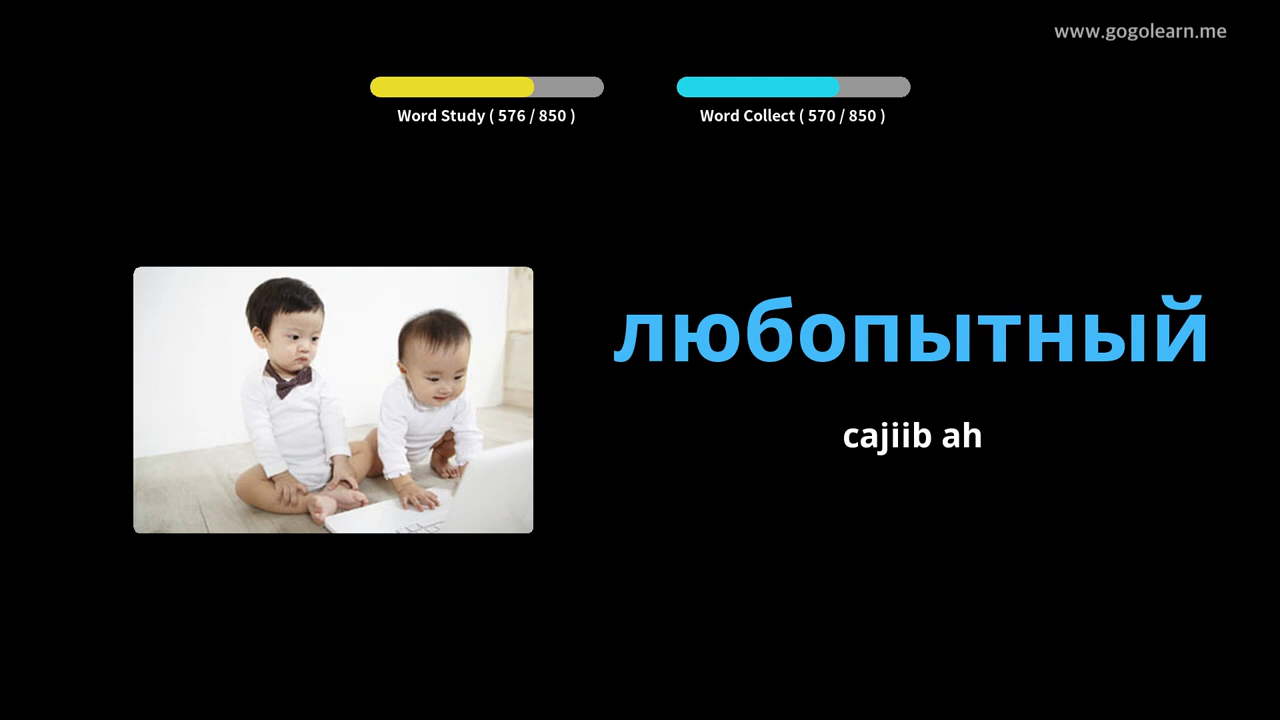 www.gogolearn.me
Word Study ( 576 / 850 )
Word Collect ( 570 / 850 )
любопытный
cajiib ah